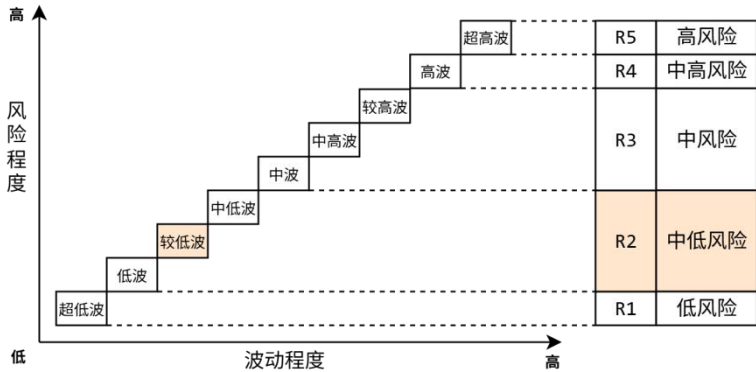 高
超高波
R5 高风险
高波
R4 中高风险
较高波
中高波
R3 中风险
中波
风险程度
中低波
较低波
R2 中低风险
低波
超低波
R1 低风险
低
波动程度
高